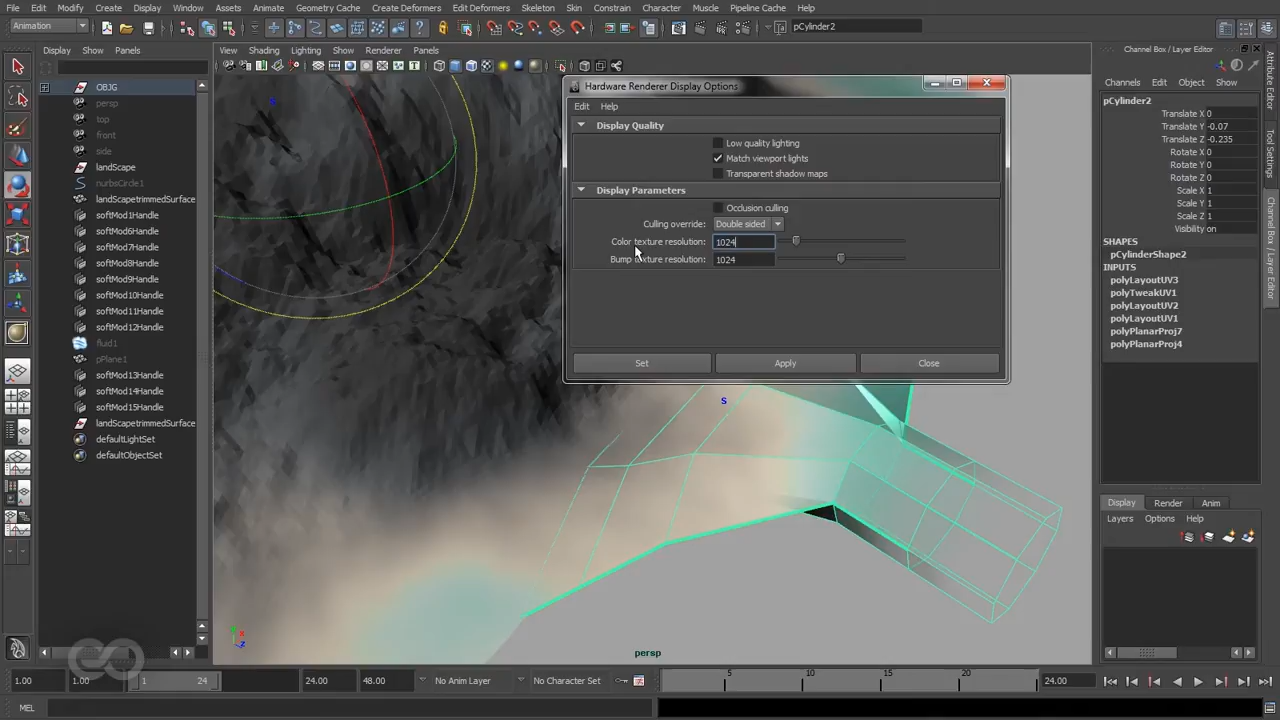 File Edit Modify Create Display Window Assets Animate Geometry Cache Create Deformers Edit Deformers Skeleton Skin Constrain Character Muscle Pipeline Cache Help
Animation
pCylinder2
Display Show Panels
View Shading Lighting Show Renderer Panels
OBJG
persp
top
front
side
landScape
nurbsCircle1
landScapetrimmedSurface
softMod1Handle
softMod6Handle
softMod7Handle
softMod8Handle
softMod9Handle
softMod10Handle
softMod11Handle
softMod12Handle
fluid1
pPlane1
softMod13Handle
softMod14Handle
softMod15Handle
landScapetrimmedSurface
defaultLightSet
defaultObjectSet
Hardware Renderer Display Options
Edit Help
Display Quality
Low quality lighting
Match viewport lights
Transparent shadow maps
Display Parameters
Occlusion culling
Culling override: Double sided
Color texture resolution: 1024
Bump texture resolution: 1024
Set Apply Close
S
S
persp
Y X Z
Channel Box / Layer Editor
Channels Edit Object Show
pCylinder2
Translate X 0
Translate Y -0.07
Translate Z -0.235
Rotate X 0
Rotate Y 0
Rotate Z 0
Scale X 1
Scale Y 1
Scale Z 1
Visibility on
SHAPES
pCylinderShape2
INPUTS
polyLayoutUV3
polyTweakUV1
polyLayoutUV2
polyLayoutUV1
polyPlanarProj7
polyPlanarProj4
Attribute Editor
Tool Settings
Channel Box / Layer Editor
Display Render Anim
Layers Options Help
1.00 1.00 1 24 24.00 48.00 No Anim Layer No Character Set 5 10 15 20 24.00
MEL